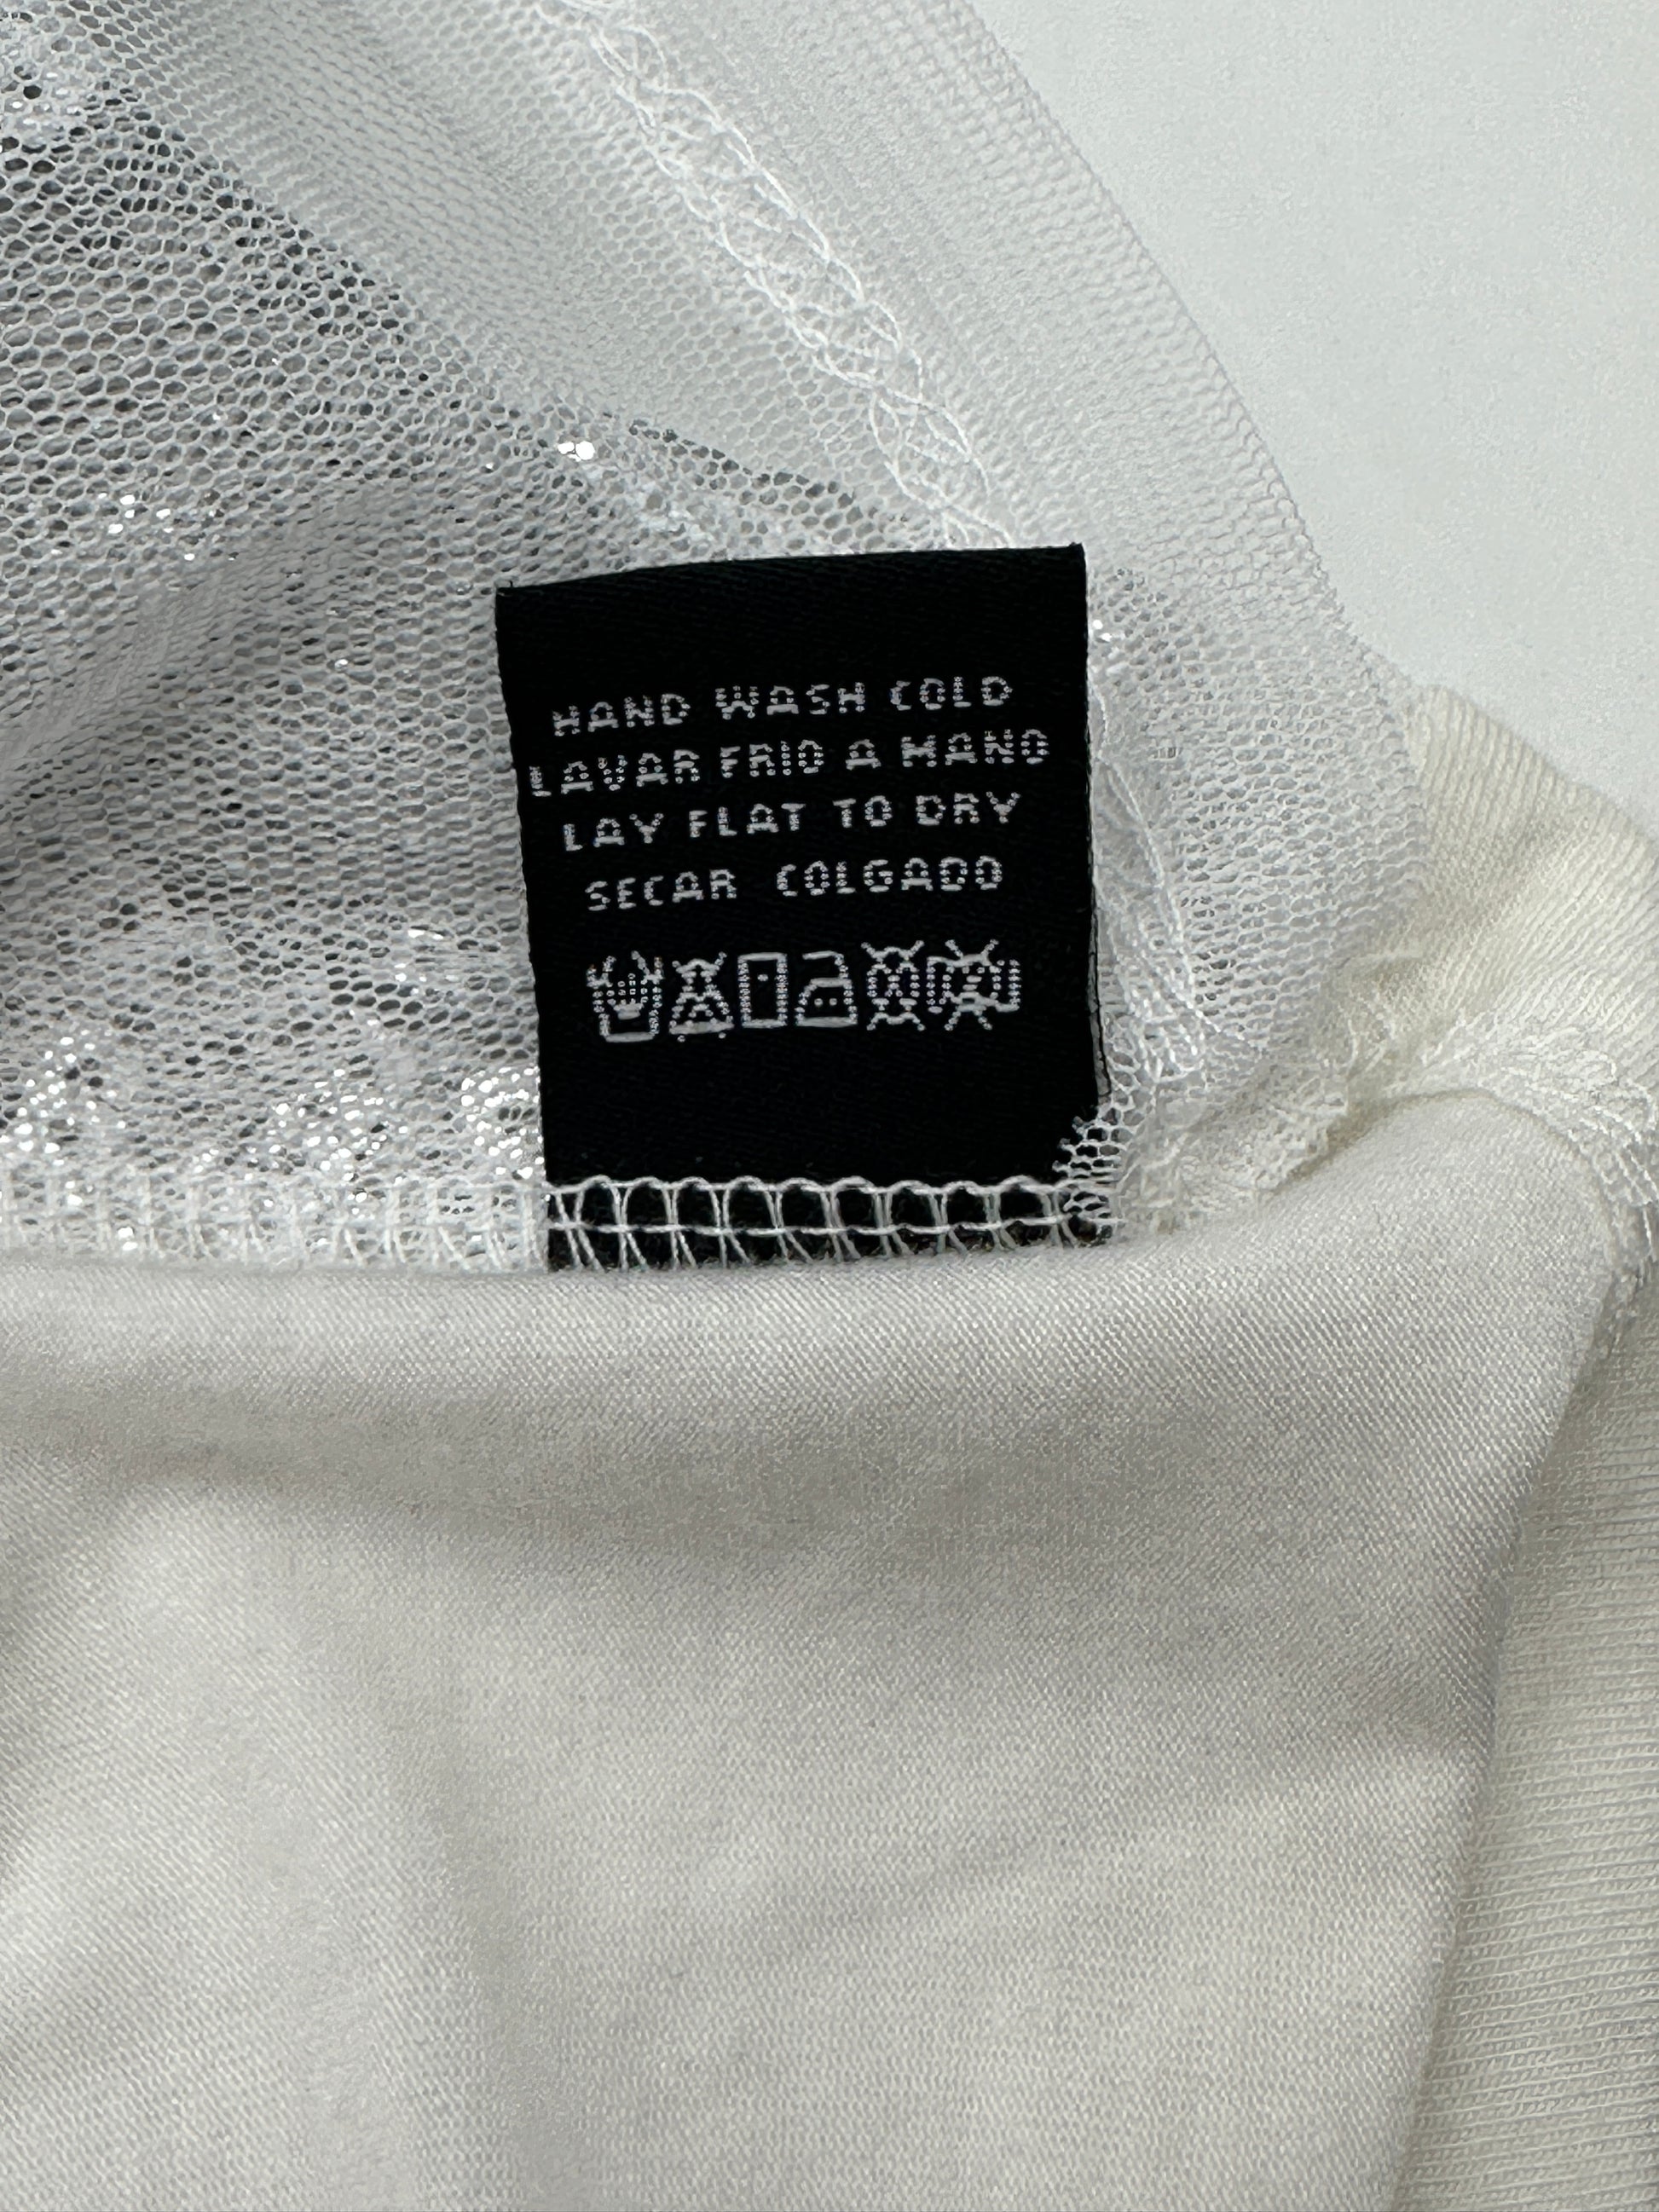 HAND WASH COLD
LAVAR FRIO A MANO
LAY FLAT TO DRY
SECAR COLGADO